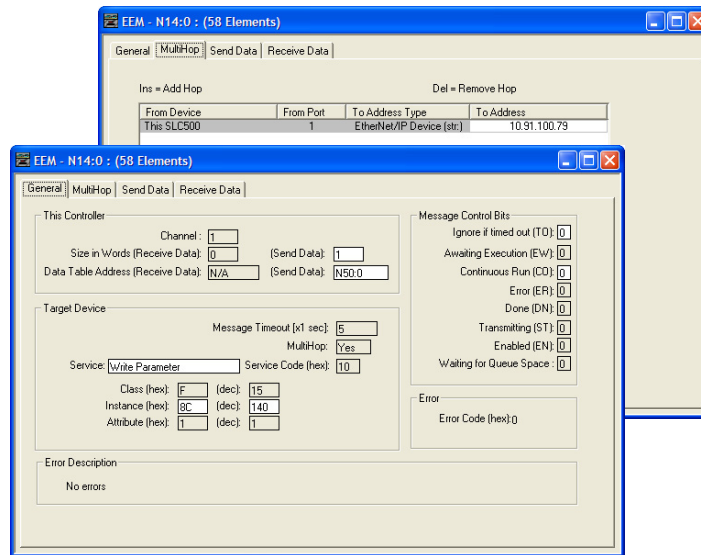 EEM - N14:0 : (58 Elements)
General MultiHop Send Data Receive Data
Ins = Add Hop Del = Remove Hop
From Device From Port To Address Type To Address
This SLC500 1 EtherNet/IP Device (str:) 10.91.100.79
EEM - N14:0 : (58 Elements)
General MultiHop Send Data Receive Data
This Controller
Channel : 1
Size in Words (Receive Data): 0 (Send Data): 1
Data Table Address (Receive Data): N/A (Send Data): N50:0
Target Device
Message Timeout [x1 sec]: 5
MultiHop: Yes
Service: Write Parameter Service Code (hex): 10
Class (hex): F (dec): 15
Instance (hex): 8C (dec): 140
Attribute (hex): 1 (dec): 1
Message Control Bits
Ignore if timed out (TO): 0
Awaiting Execution (EW): 0
Continuous Run (CO): 0
Error (ER): 0
Done (DN): 0
Transmitting (ST): 0
Enabled (EN): 0
Waiting for Queue Space : 0
Error
Error Code (hex):0
Error Description
No errors